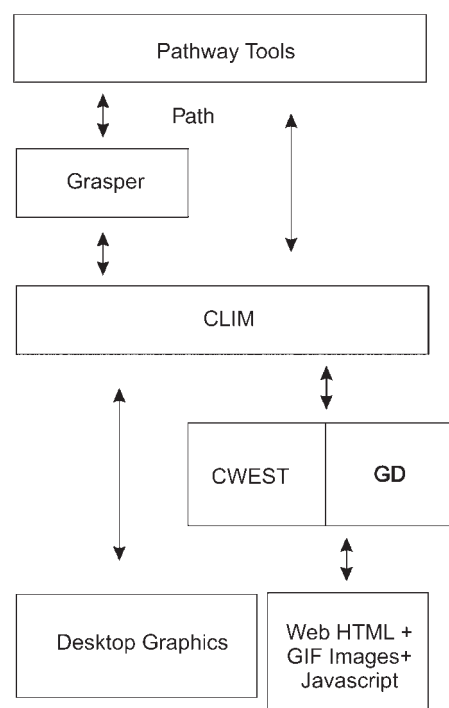 Pathway Tools
Path
Grasper
CLIM
CWEST
GD
Desktop Graphics
Web HTML +
GIF Images+
Javascript